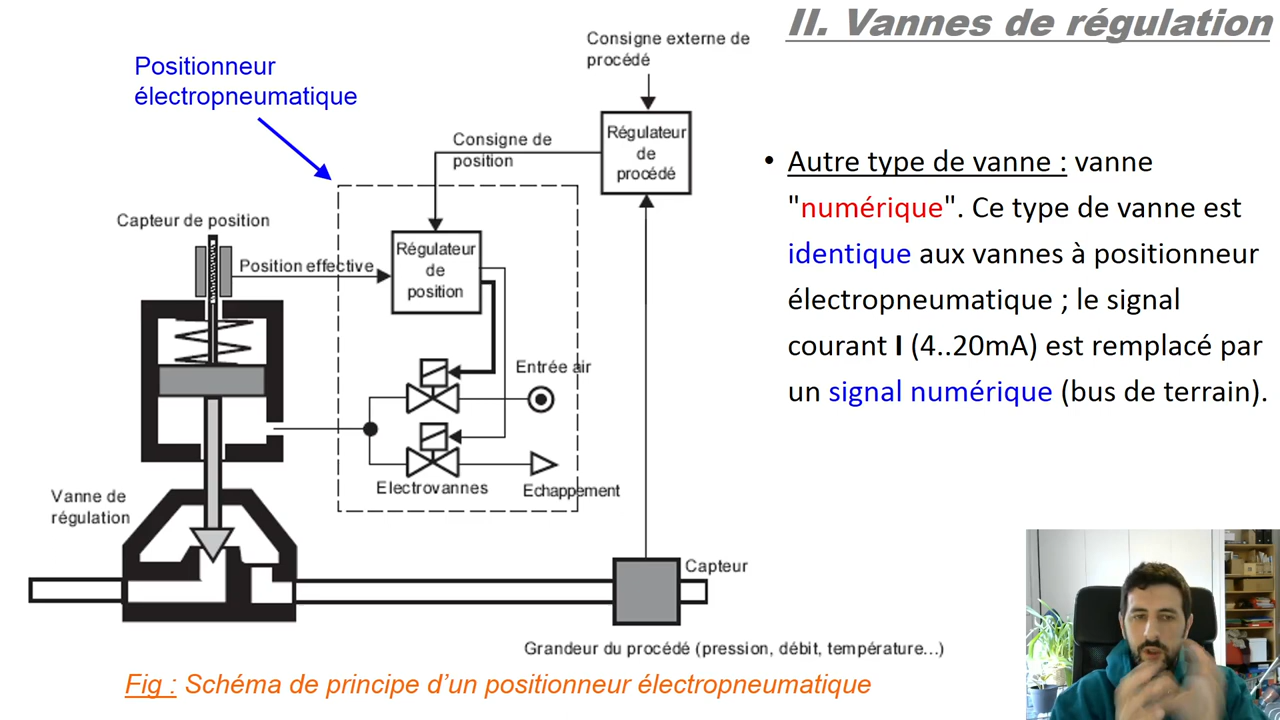 II. Vannes de régulation
Consigne externe de
procédé
Positionneur
électropneumatique
Consigne de
position
Régulateur
de
procédé
Capteur de position
Position effective
Régulateur
de
position
Entrée air
Electrovannes
Echappement
Vanne de
régulation
Capteur
Grandeur du procédé (pression, débit, température...)
Fig : Schéma de principe d’un positionneur électropneumatique
• Autre type de vanne : vanne
"numérique". Ce type de vanne est
identique aux vannes à positionneur
électropneumatique ; le signal
courant I (4..20mA) est remplacé par
un signal numérique (bus de terrain).